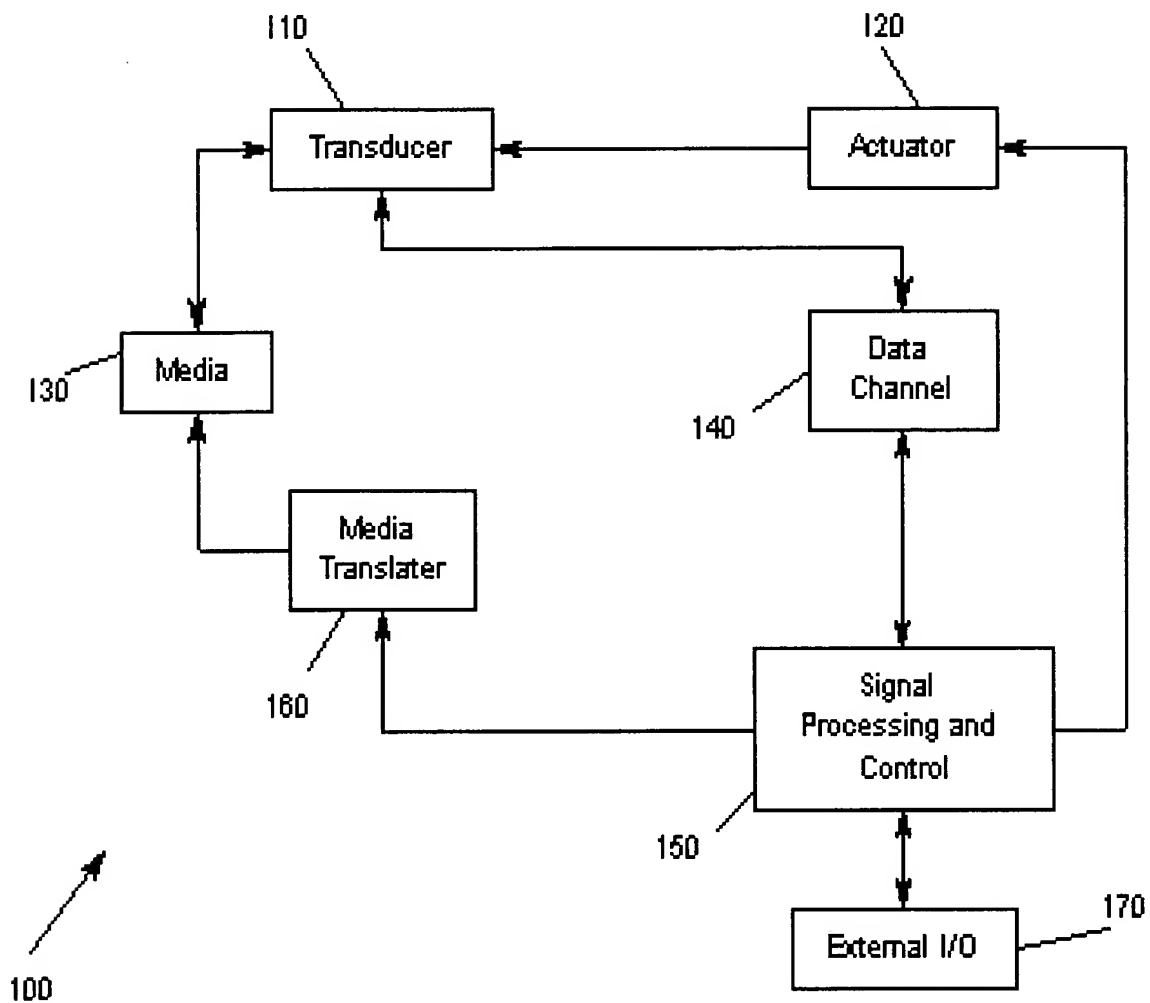 110
120
Transducer
Actuator
Data
Channel
Media
130
140
Media
Translater
160
Signal
Processing and
Control
150
170
External I/O
100